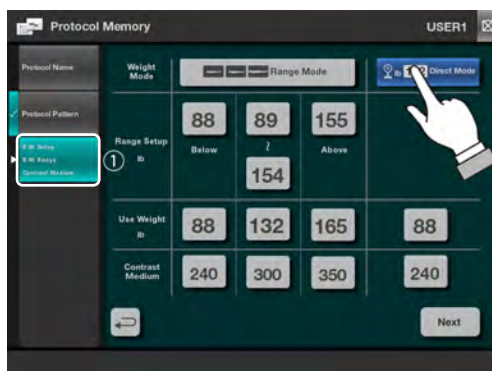 Protocol Memory
USER1
Protocol Name
Protocol Pattern
B.W. Setup
B.W. Range
Contrast Medium
①
Weight
Mode
Range Mode
lb
Direct Mode
Range Setup
lb
88
Below
89
~
154
155
Above
Use Weight
lb
88
132
165
88
Contrast
Medium
240
300
350
240
Next